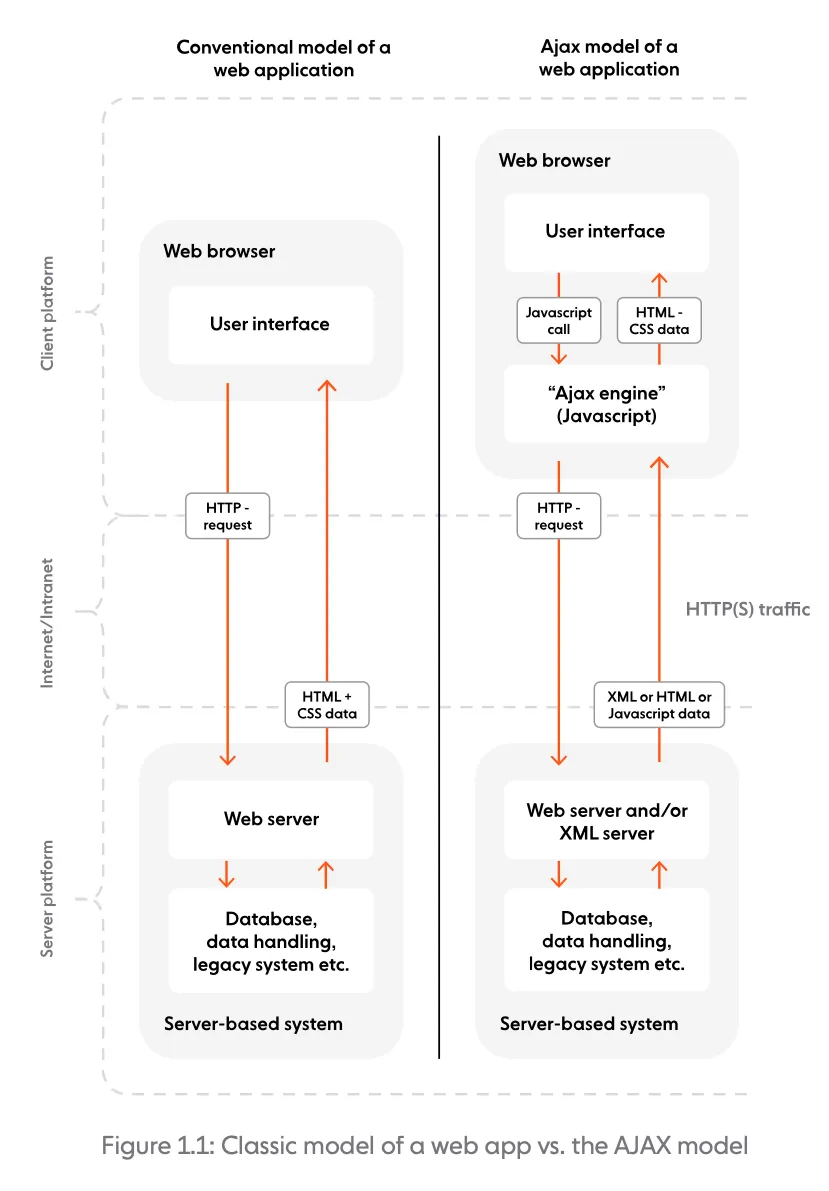 Conventional model of a
web application
Ajax model of a
web application
Client platform
Web browser
User interface
Web browser
User interface
Javascript
call
HTML -
CSS data
“Ajax engine”
(Javascript)
HTTP -
request
HTTP -
request
Internet/Intranet
HTTP(S) traffic
HTML +
CSS data
XML or HTML or
Javascript data
Server platform
Web server
Database,
data handling,
legacy system etc.
Server-based system
Web server and/or
XML server
Database,
data handling,
legacy system etc.
Server-based system
Figure 1.1: Classic model of a web app vs. the AJAX model